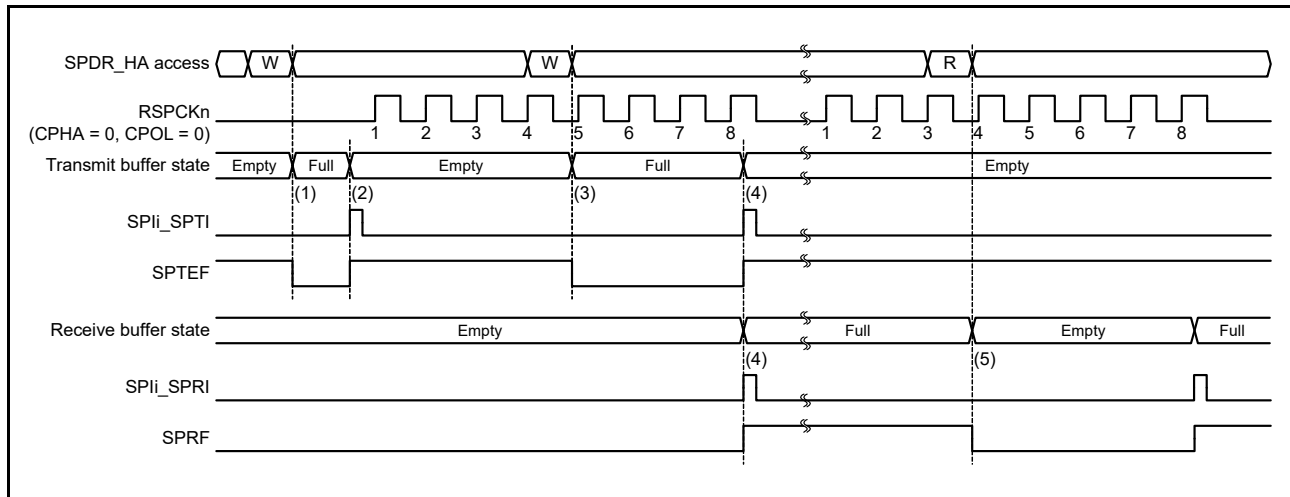 SPDR_HA access W W R
RSPCKn
(CPHA = 0, CPOL = 0) 1 2 3 4 5 6 7 8 1 2 3 4 5 6 7 8
Transmit buffer state Empty Full Empty Full Empty
(1) (2) (3) (4)
SPIi_SPTI
SPTEF
Receive buffer state Empty Full Empty Full
(4) (5)
SPIi_SPRI
SPRF